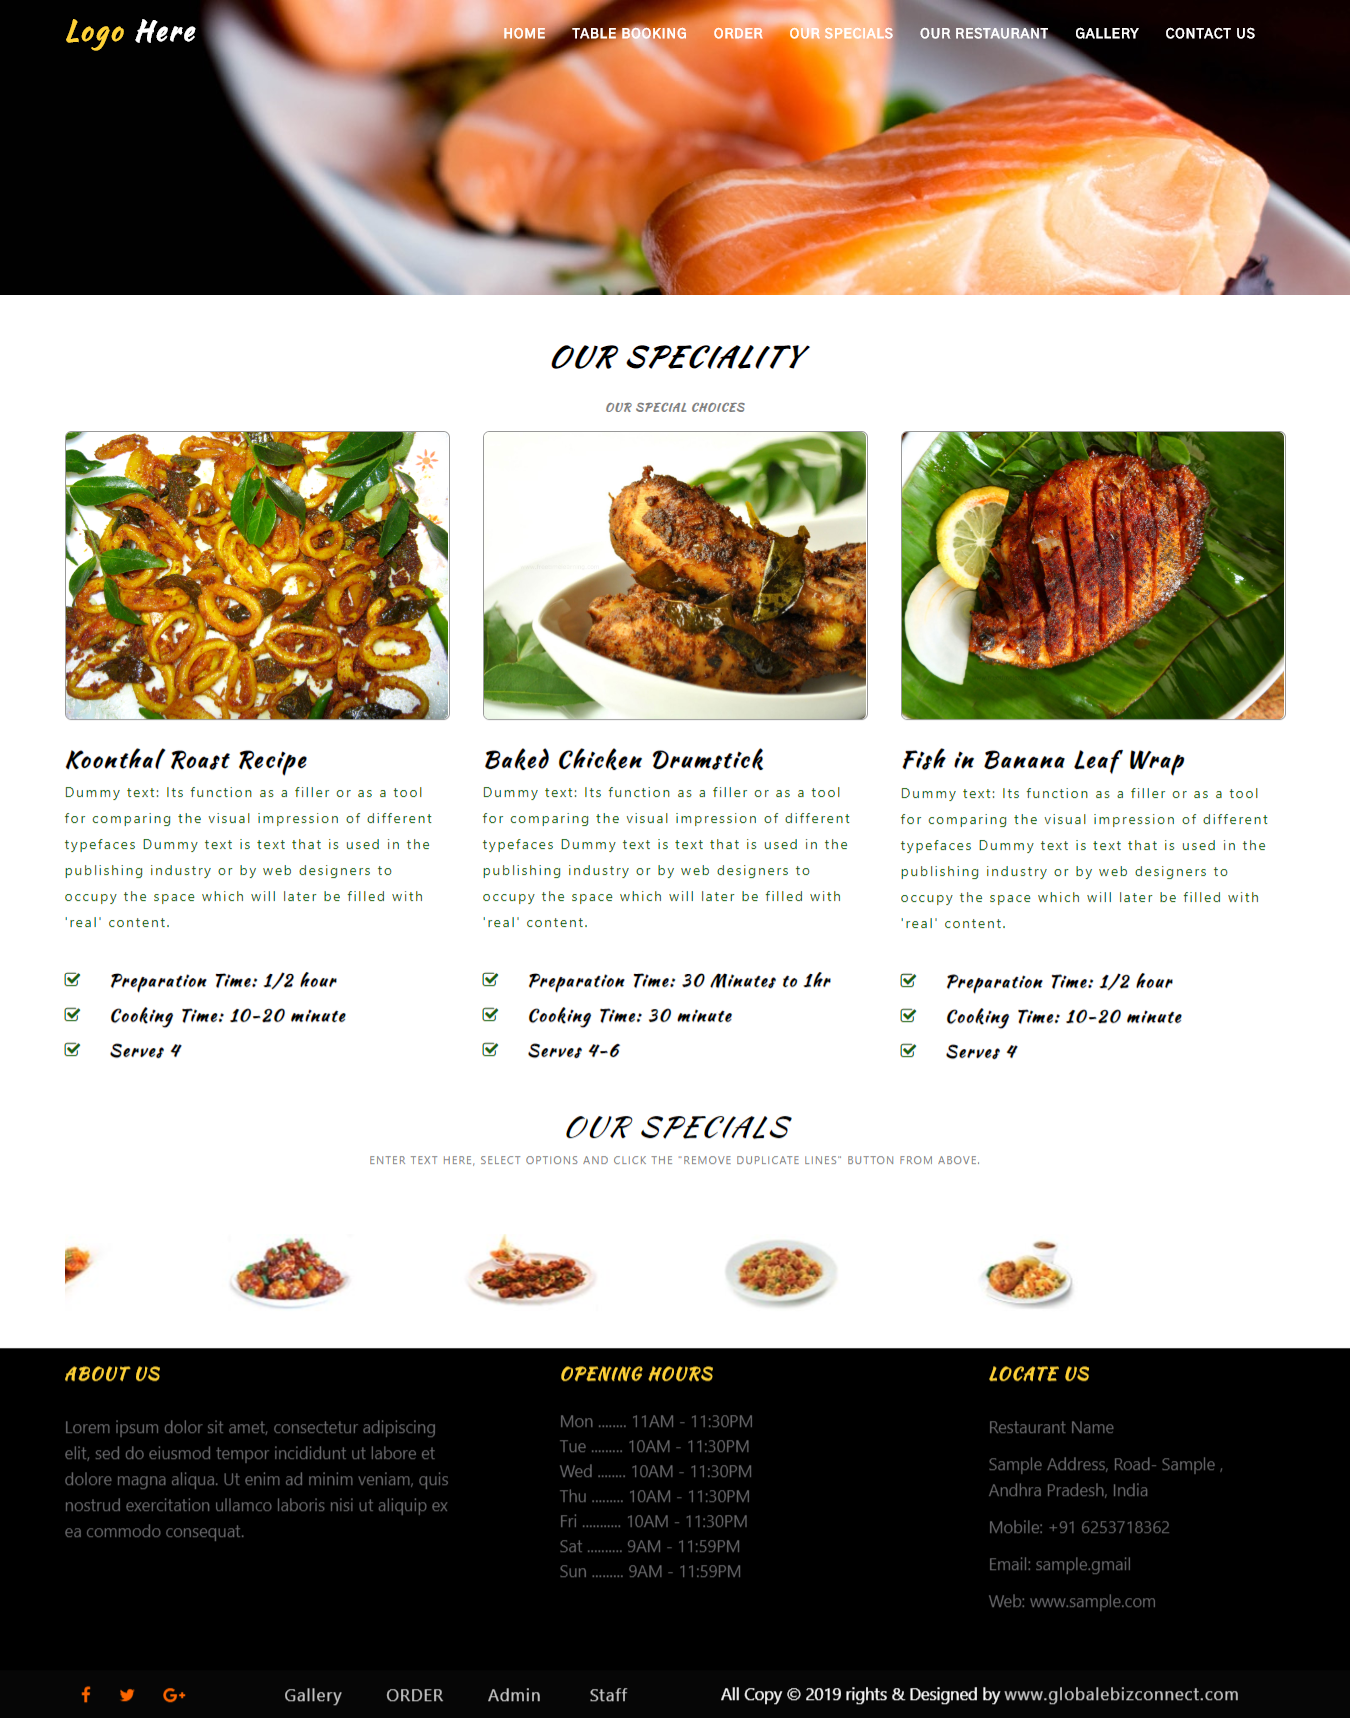 Logo Here
HOME TABLE BOOKING ORDER OUR SPECIALS OUR RESTAURANT GALLERY CONTACT US
OUR SPECIALITY
OUR SPECIAL CHOICES
Koonthal Roast Recipe
Dummy text: Its function as a filler or as a tool
for comparing the visual impression of different
typefaces Dummy text is text that is used in the
publishing industry or by web designers to
occupy the space which will later be filled with
'real' content.
Preparation Time: 1/2 hour
Cooking Time: 10-20 minute
Serves 4
Baked Chicken Drumstick
Dummy text: Its function as a filler or as a tool
for comparing the visual impression of different
typefaces Dummy text is text that is used in the
publishing industry or by web designers to
occupy the space which will later be filled with
'real' content.
Preparation Time: 30 Minutes to 1hr
Cooking Time: 30 minute
Serves 4-6
Fish in Banana Leaf Wrap
Dummy text: Its function as a filler or as a tool
for comparing the visual impression of different
typefaces Dummy text is text that is used in the
publishing industry or by web designers to
occupy the space which will later be filled with
'real' content.
Preparation Time: 1/2 hour
Cooking Time: 10-20 minute
Serves 4
OUR SPECIALS
ENTER TEXT HERE, SELECT OPTIONS AND CLICK THE "REMOVE DUPLICATE LINES" BUTTON FROM ABOVE.
ABOUT US
Lorem ipsum dolor sit amet, consectetur adipiscing
elit, sed do eiusmod tempor incididunt ut labore et
dolore magna aliqua. Ut enim ad minim veniam, quis
nostrud exercitation ullamco laboris nisi ut aliquip ex
ea commodo consequat.
OPENING HOURS
Mon ........ 11AM - 11:30PM
Tue ......... 10AM - 11:30PM
Wed ........ 10AM - 11:30PM
Thu ......... 10AM - 11:30PM
Fri ........... 10AM - 11:30PM
Sat .......... 9AM - 11:59PM
Sun ......... 9AM - 11:59PM
LOCATE US
Restaurant Name
Sample Address, Road- Sample ,
Andhra Pradesh, India
Mobile: +91 6253718362
Email: sample.gmail
Web: www.sample.com
Gallery ORDER Admin Staff All Copy © 2019 rights & Designed by www.globalebizconnect.com